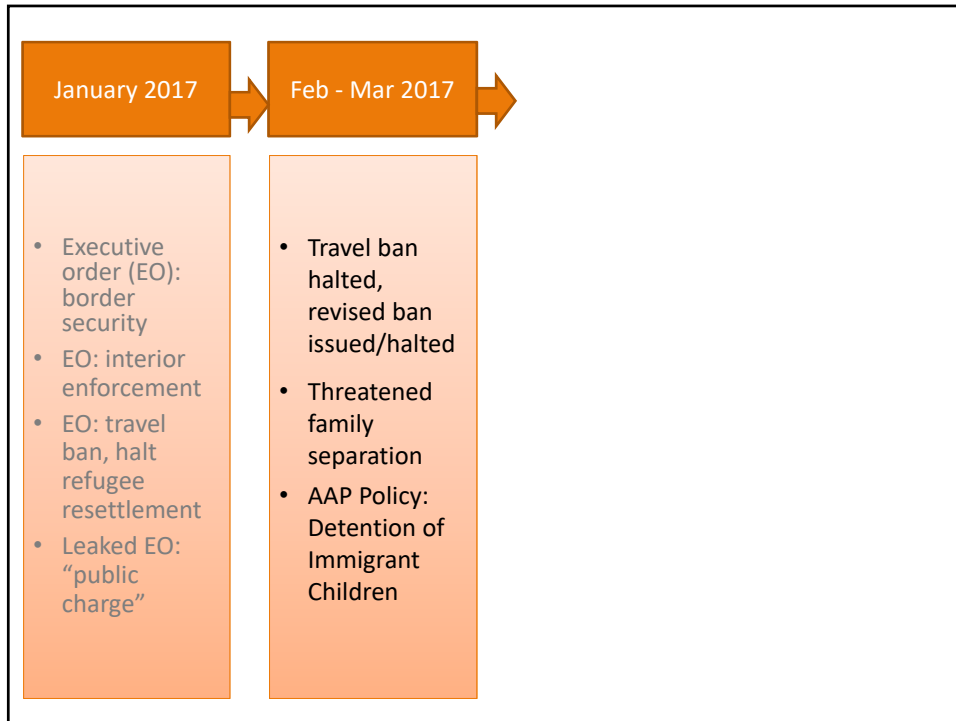 January 2017
Feb - Mar 2017
• Executive
order (EO):
border
security
• EO: interior
enforcement
• EO: travel
ban, halt
refugee
resettlement
• Leaked EO:
“public
charge”
• Travel ban
halted,
revised ban
issued/halted
• Threatened
family
separation
• AAP Policy:
Detention of
Immigrant
Children